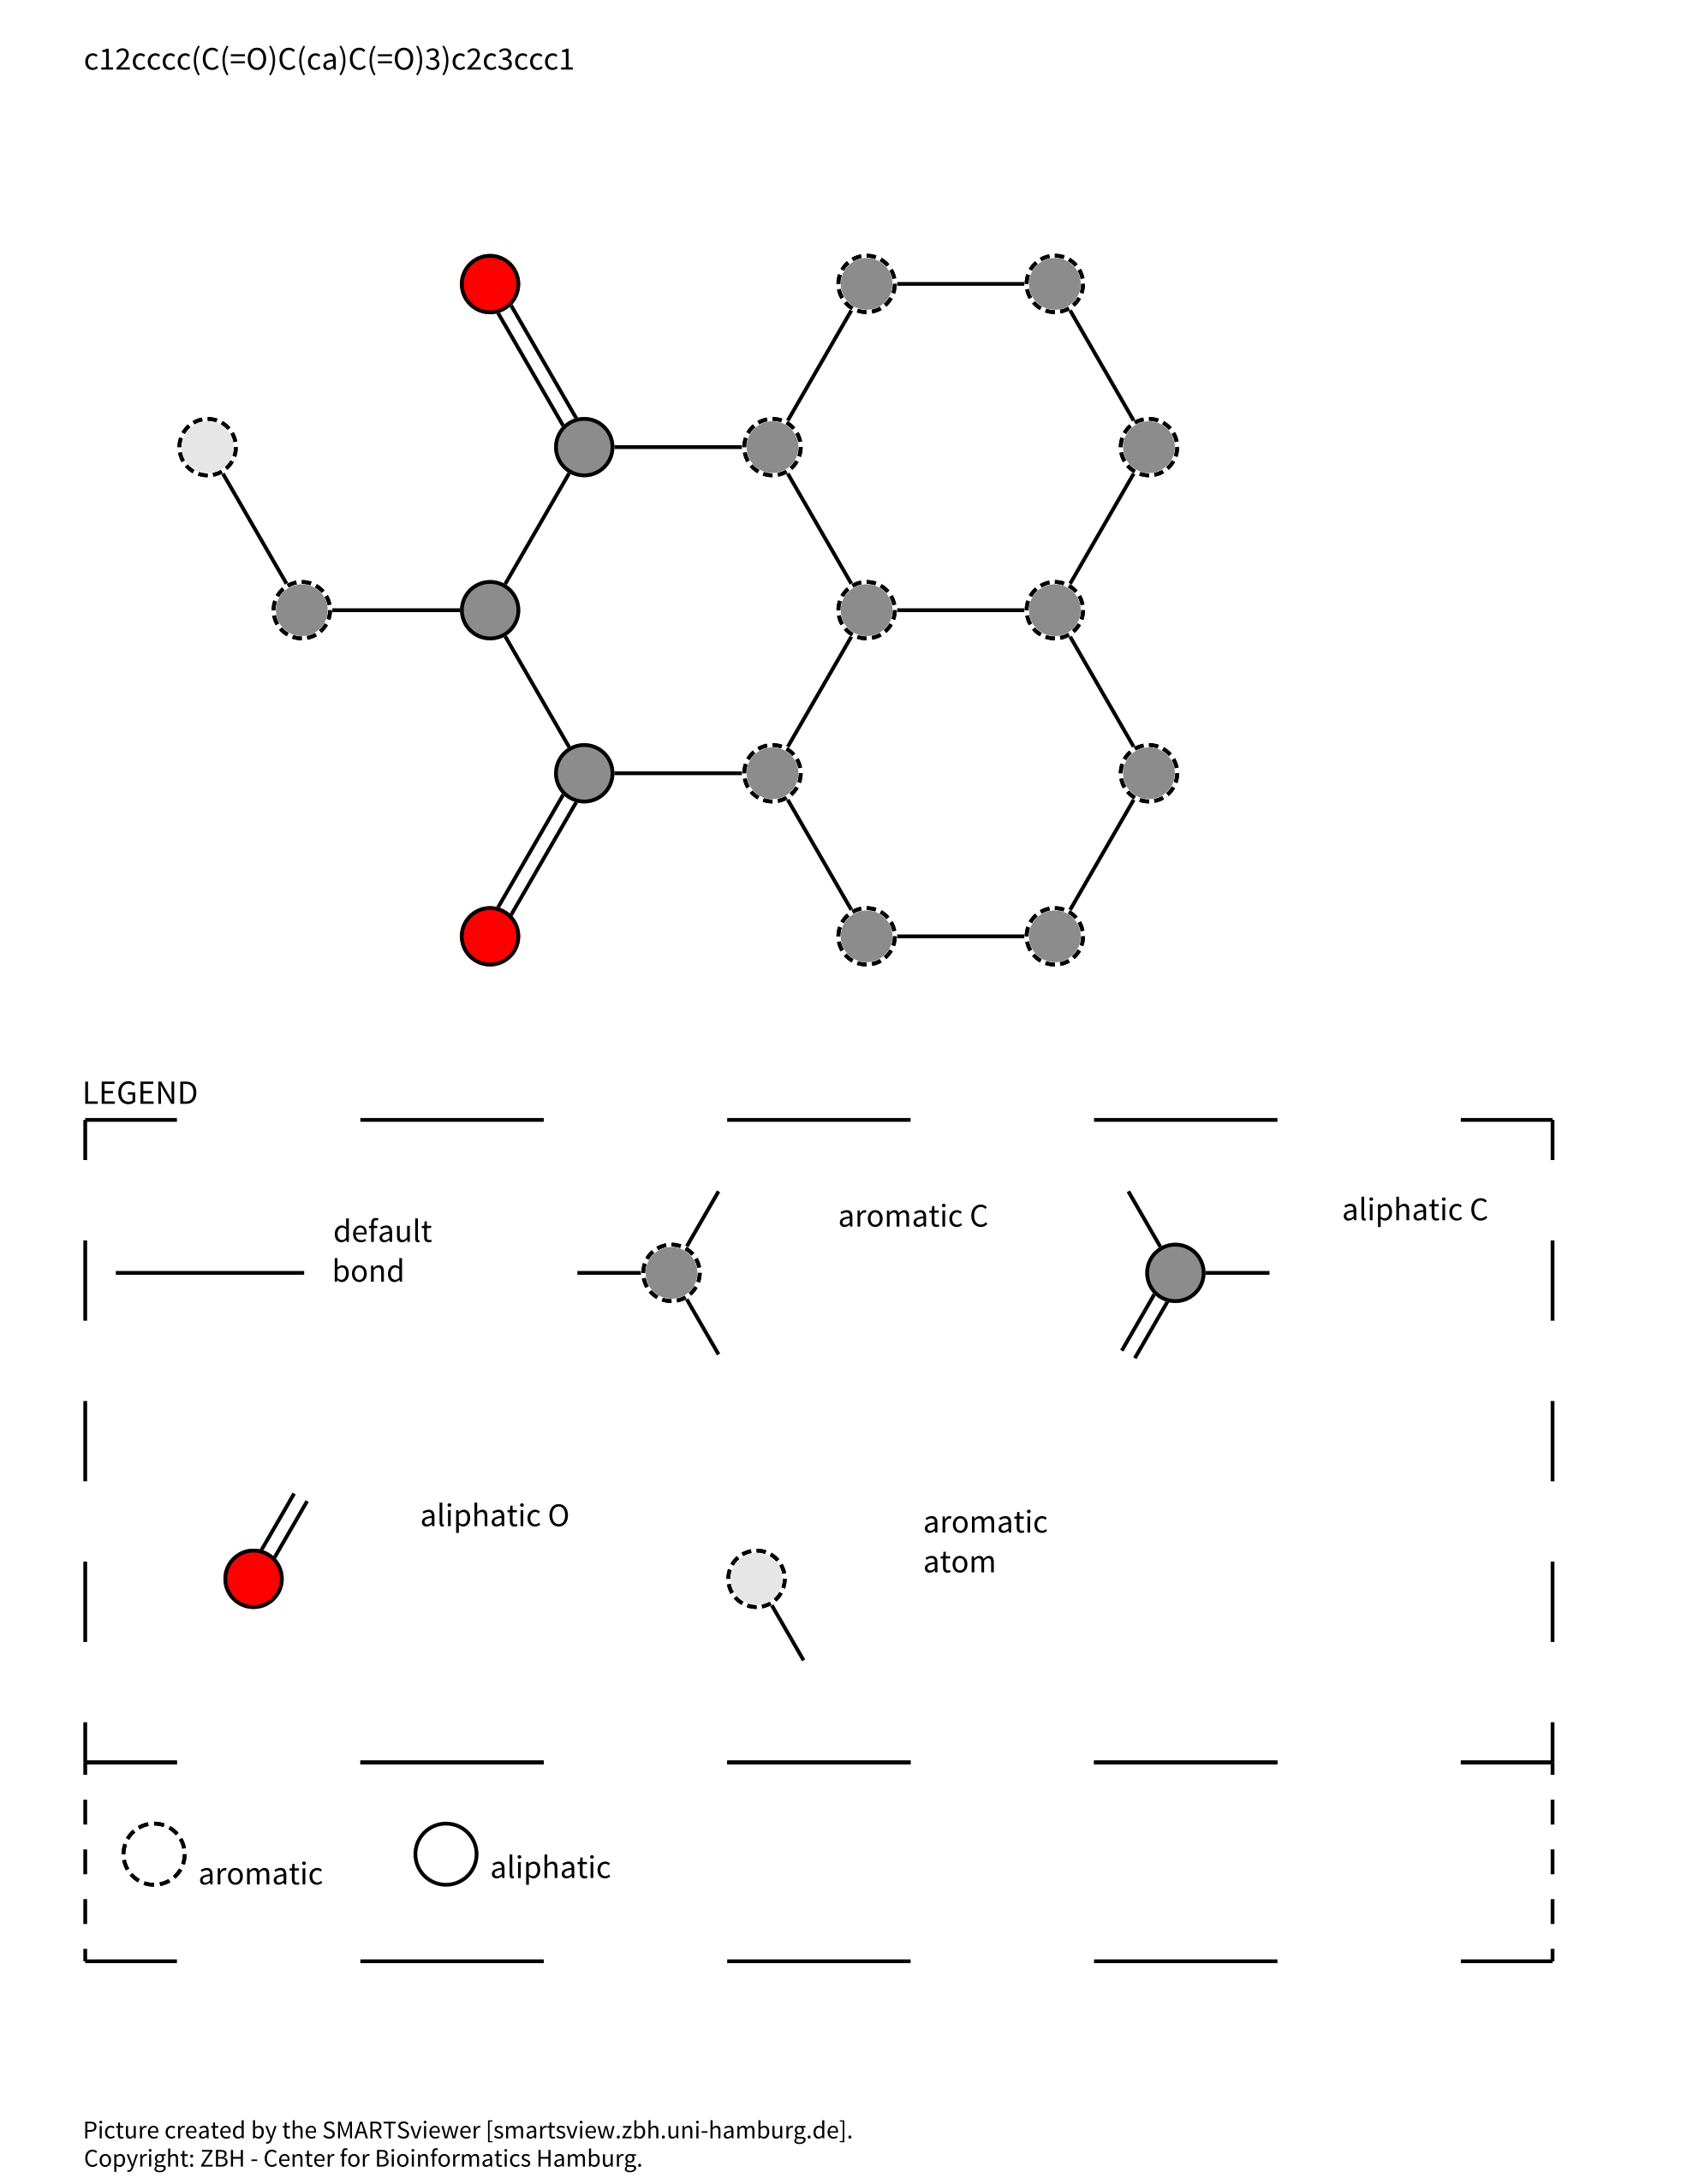 c12cccc(C(=O)C(ca)C(=O)3)c2c3ccc1
LEGEND
default
bond
aromatic C
aliphatic C
aliphatic O
aromatic
atom
aromatic
aliphatic
Picture created by the SMARTSviewer [smartsview.zbh.uni-hamburg.de].
Copyright: ZBH - Center for Bioinformatics Hamburg.